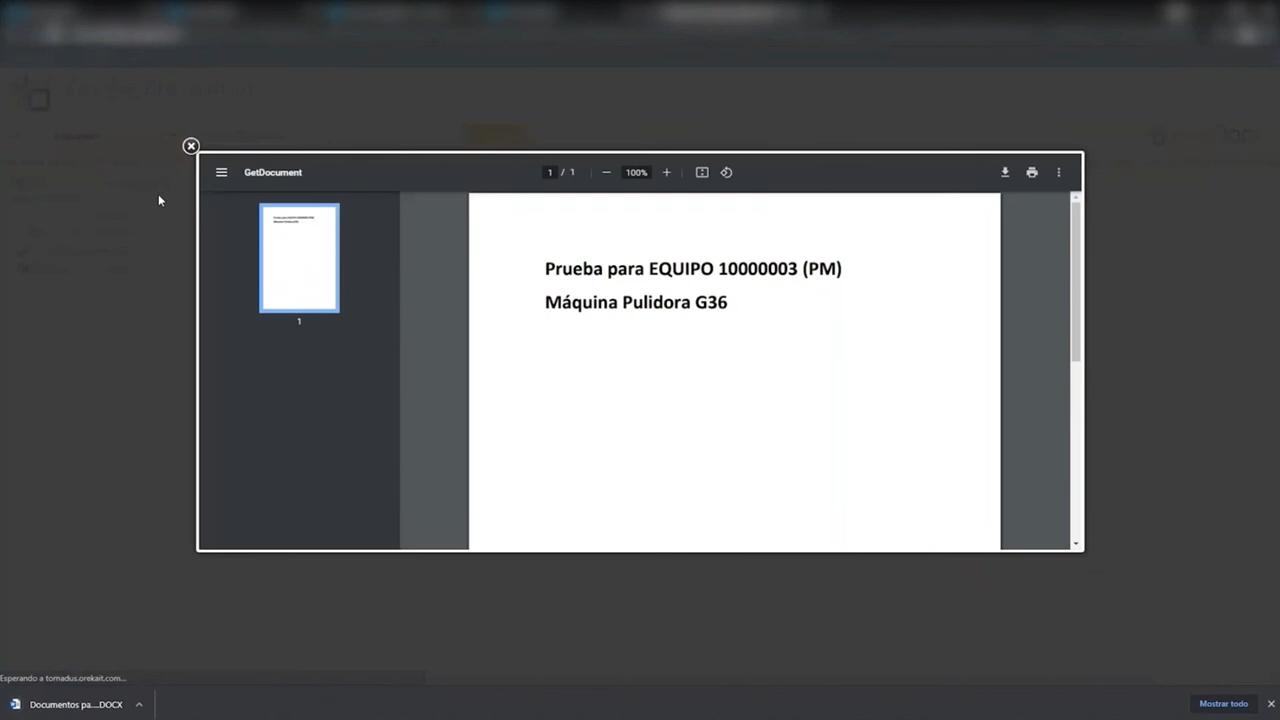 GetDocument
1 / 1
100%
Prueba para EQUIPO 10000003 (PM)
Máquina Pulidora G36
1
Esperando a tornadus.orekait.com...
Documentos pa....DOCX
Mostrar todo